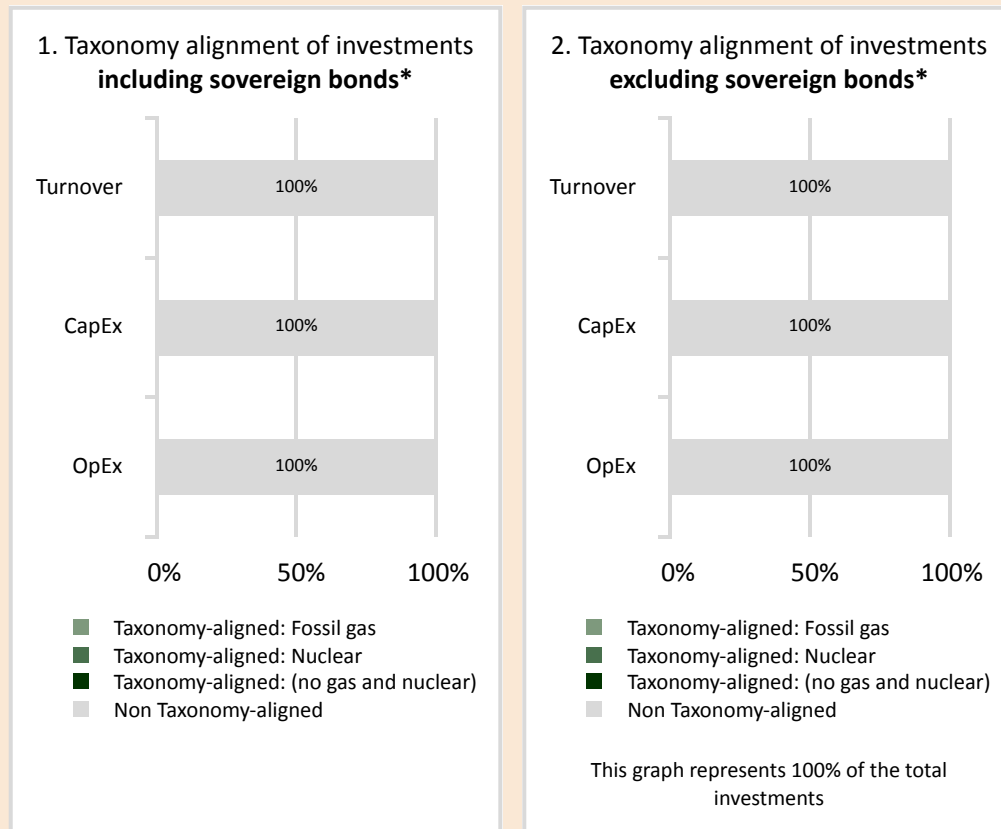 1. Taxonomy alignment of investments
including sovereign bonds*
Turnover
100%
CapEx
100%
OpEx
100%
0% 50% 100%
Taxonomy-aligned: Fossil gas
Taxonomy-aligned: Nuclear
Taxonomy-aligned: (no gas and nuclear)
Non Taxonomy-aligned
2. Taxonomy alignment of investments
excluding sovereign bonds*
Turnover
100%
CapEx
100%
OpEx
100%
0% 50% 100%
Taxonomy-aligned: Fossil gas
Taxonomy-aligned: Nuclear
Taxonomy-aligned: (no gas and nuclear)
Non Taxonomy-aligned
This graph represents 100% of the total
investments